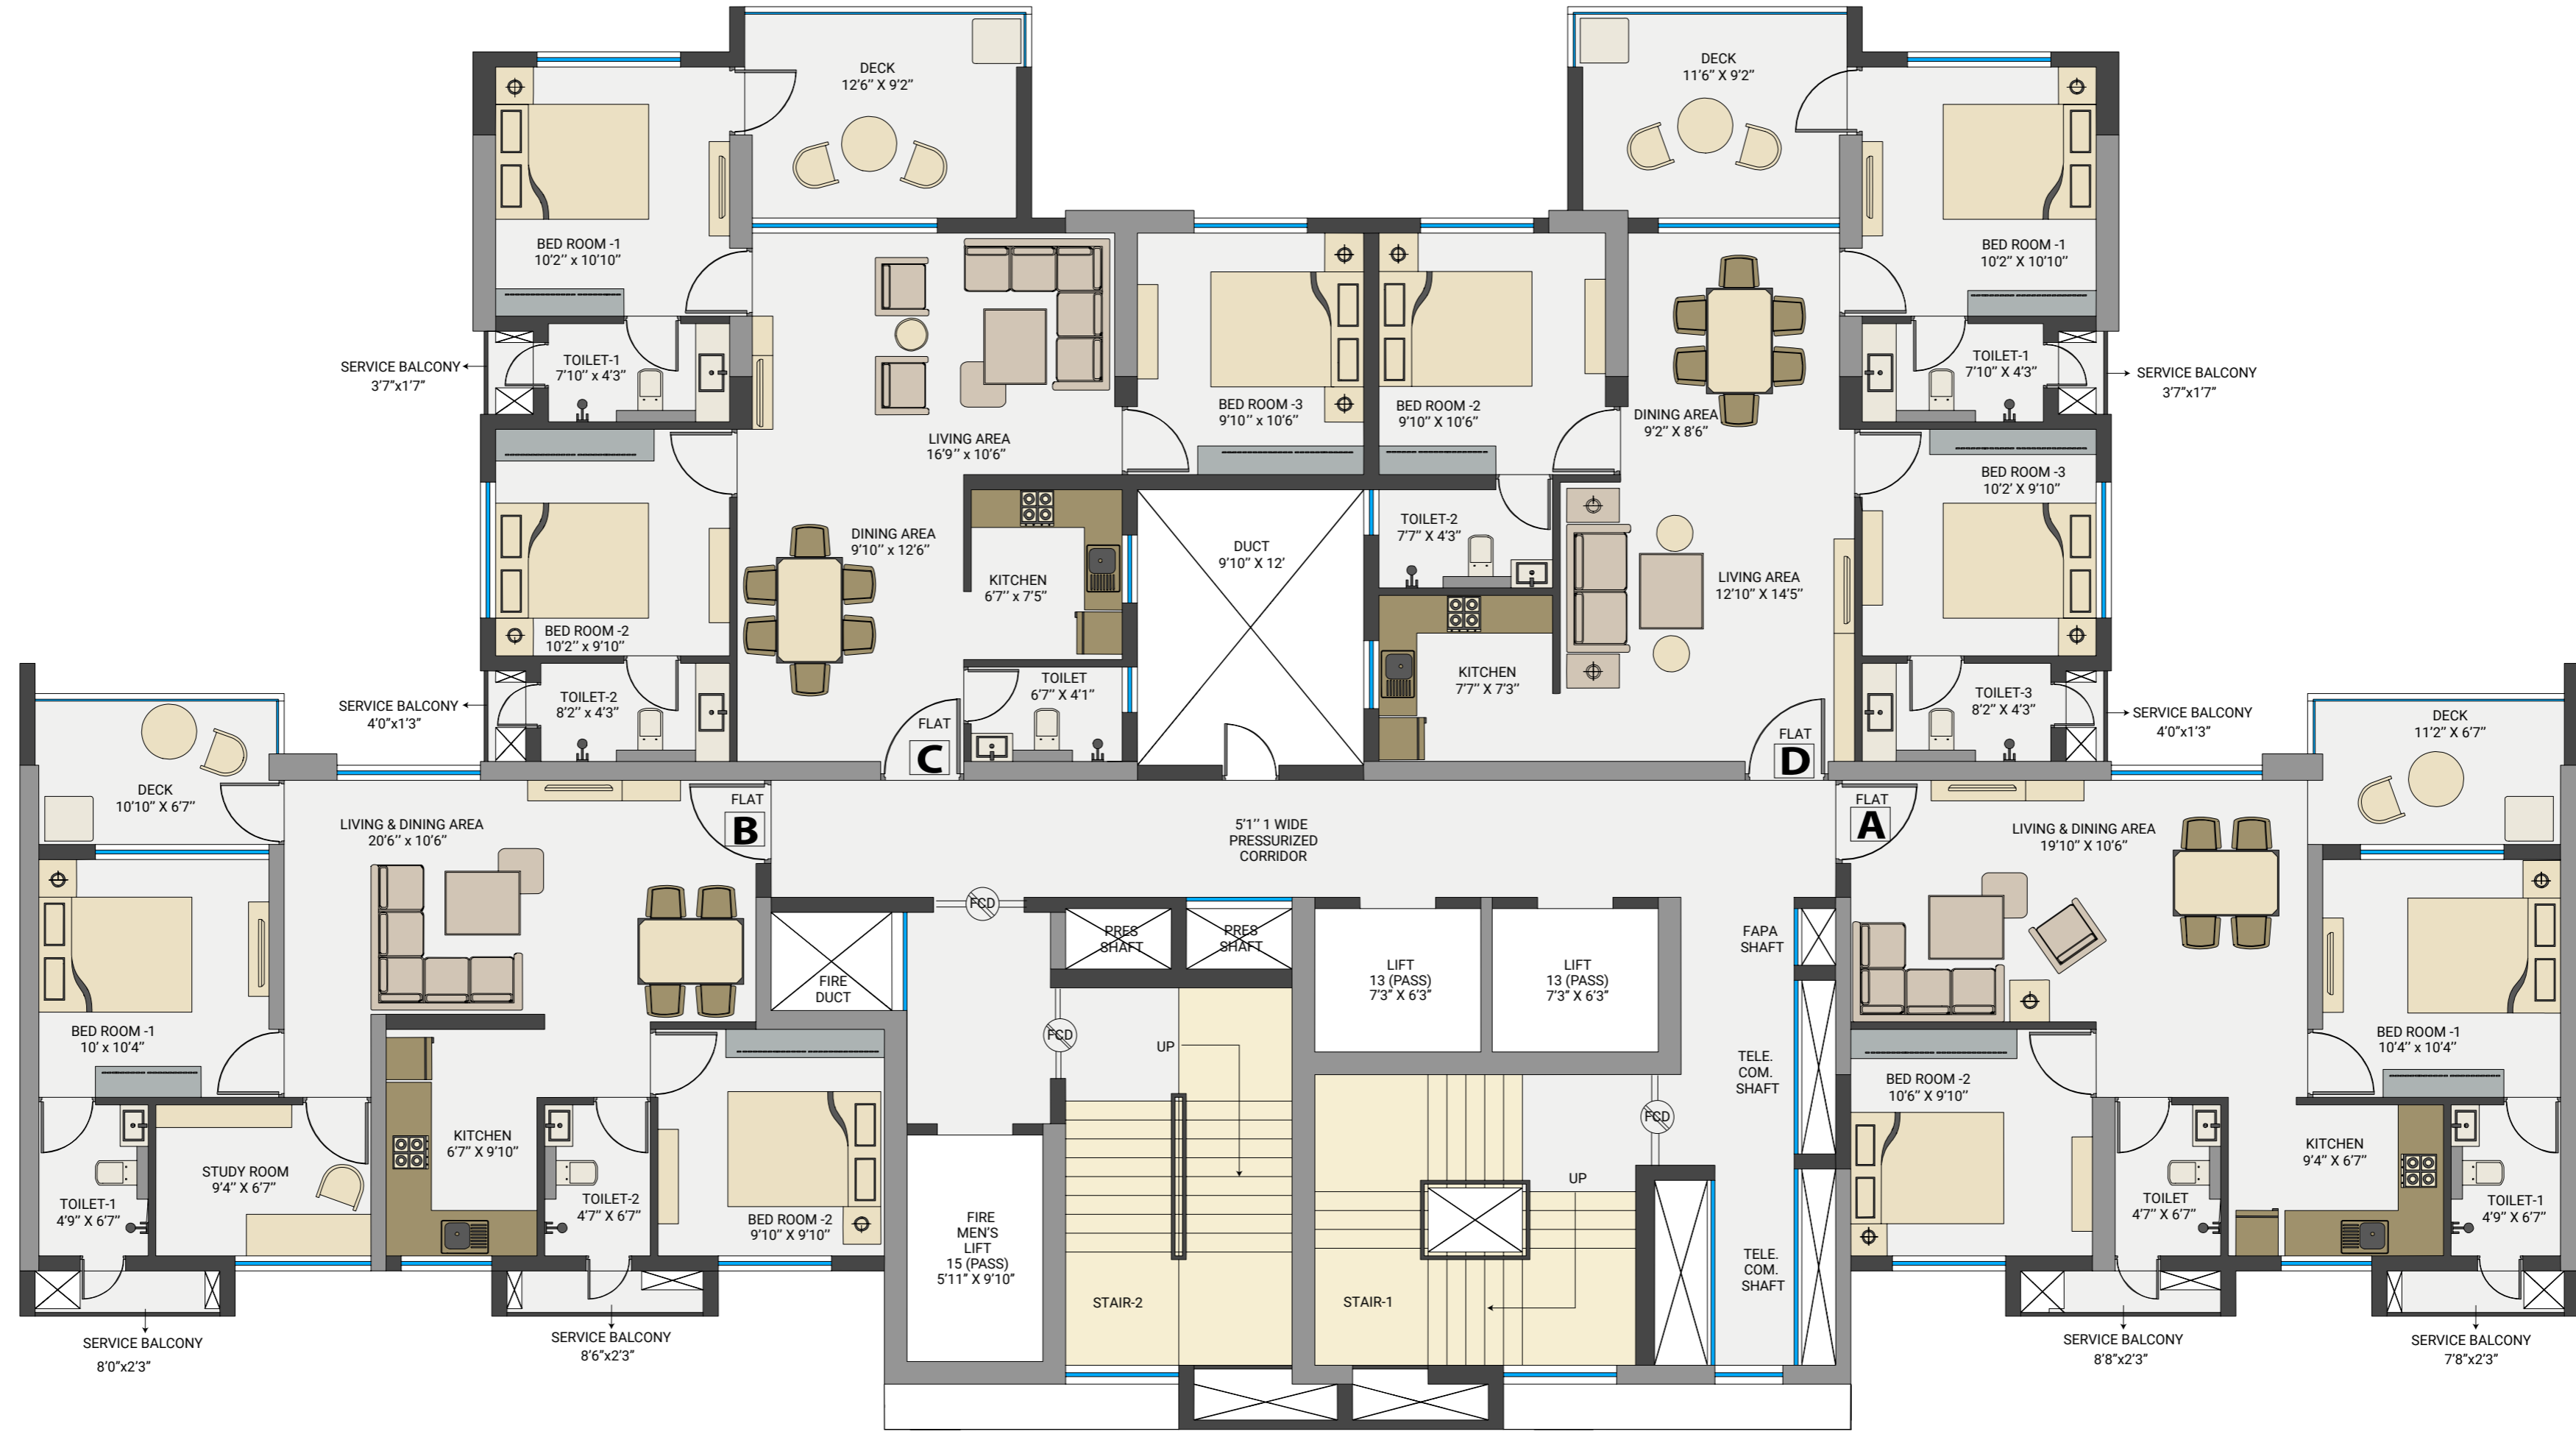 DECK
12'6'' X 9'2''
DECK
11'6'' X 9'2''
BED ROOM -1
10'2'' x 10'10''
BED ROOM -1
10'2'' X 10'10''
SERVICE BALCONY
3'7''x1'7''
TOILET-1
7'10'' x 4'3''
LIVING AREA
16'9'' x 10'6''
BED ROOM -3
9'10'' x 10'6''
BED ROOM -2
9'10'' X 10'6''
DINING AREA
9'2'' X 8'6''
TOILET-1
7'10'' X 4'3''
SERVICE BALCONY
3'7''x1'7''
BED ROOM -3
10'2' X 9'10''
DINING AREA
9'10'' x 12'6''
KITCHEN
6'7'' x 7'5''
DUCT
9'10'' X 12'
TOILET-2
7'7'' X 4'3''
LIVING AREA
12'10'' X 14'5''
BED ROOM -2
10'2'' x 9'10''
KITCHEN
7'7'' X 7'3''
SERVICE BALCONY
4'0''x1'3''
TOILET-2
8'2'' x 4'3''
TOILET
6'7'' X 4'1''
TOILET-3
8'2'' X 4'3''
SERVICE BALCONY
4'0''x1'3''
FLAT
C
FLAT
D
DECK
10'10'' X 6'7''
DECK
11'2'' X 6'7''
LIVING & DINING AREA
20'6'' x 10'6''
FLAT
B
5'1'' 1 WIDE
PRESSURIZED
CORRIDOR
FLAT
A
LIVING & DINING AREA
19'10'' X 10'6''
FCD
FIRE
DUCT
PRES
SHAFT
PRES
SHAFT
LIFT
13 (PASS)
7'3'' X 6'3''
LIFT
13 (PASS)
7'3'' X 6'3''
FAPA
SHAFT
BED ROOM -1
10' x 10'4''
FCD
UP
TELE.
COM.
SHAFT
BED ROOM -1
10'4'' x 10'4''
BED ROOM -2
10'6'' X 9'10''
FCD
TOILET-1
4'9'' X 6'7''
STUDY ROOM
9'4'' X 6'7''
KITCHEN
6'7'' X 9'10''
TOILET-2
4'7'' X 6'7''
BED ROOM -2
9'10'' X 9'10''
FIRE
MEN'S
LIFT
15 (PASS)
5'11'' X 9'10''
UP
TOILET
4'7'' X 6'7''
KITCHEN
9'4'' X 6'7''
TOILET-1
4'9'' X 6'7''
STAIR-2
STAIR-1
TELE.
COM.
SHAFT
SERVICE BALCONY
8'0''x2'3''
SERVICE BALCONY
8'6''x2'3''
SERVICE BALCONY
8'8''x2'3''
SERVICE BALCONY
7'8''x2'3''